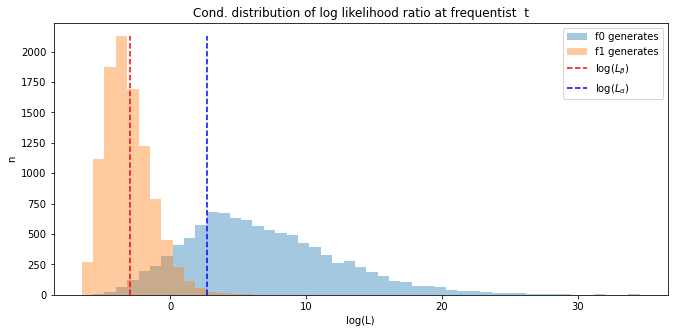 Cond. distribution of log likelihood ratio at frequentist  t
f0 generates
f1 generates
log(L_β)
log(L_α)
n
2000
1750
1500
1250
1000
750
500
250
0
0 10 20 30
log(L)